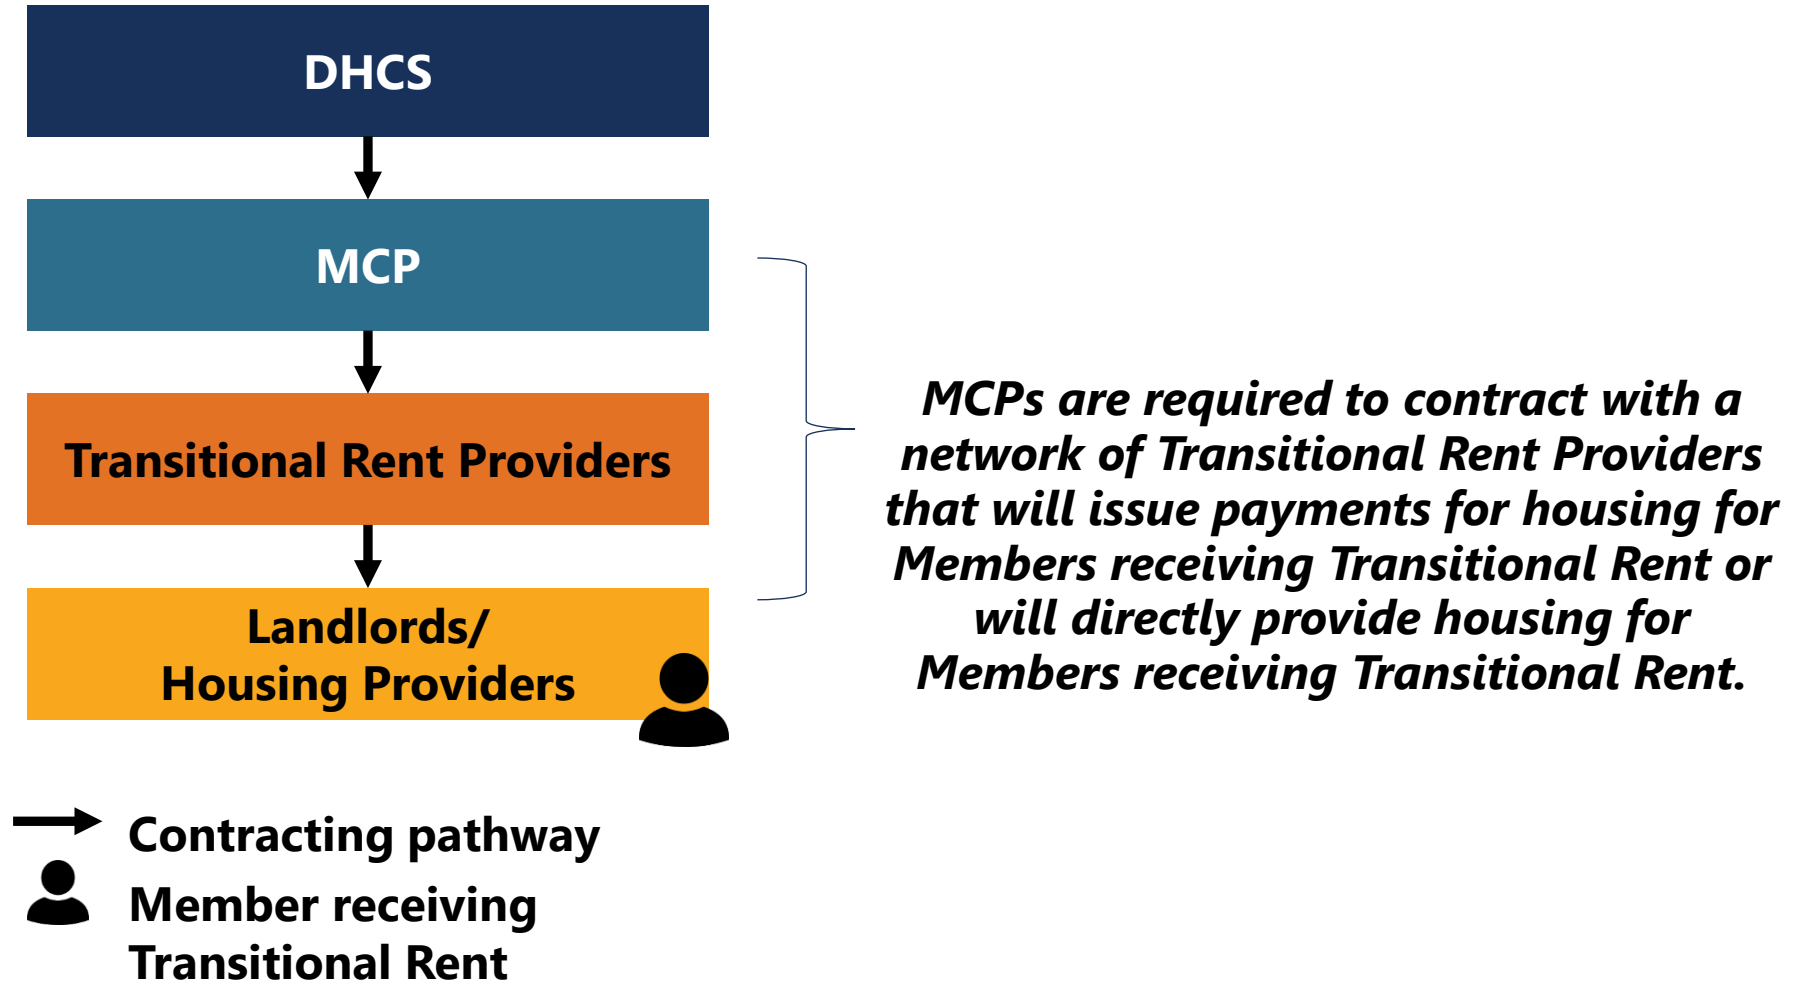 DHCS
MCP
Transitional Rent Providers
Landlords/
Housing Providers
MCPs are required to contract with a
network of Transitional Rent Providers
that will issue payments for housing for
Members receiving Transitional Rent or
will directly provide housing for
Members receiving Transitional Rent.
Contracting pathway
Member receiving
Transitional Rent